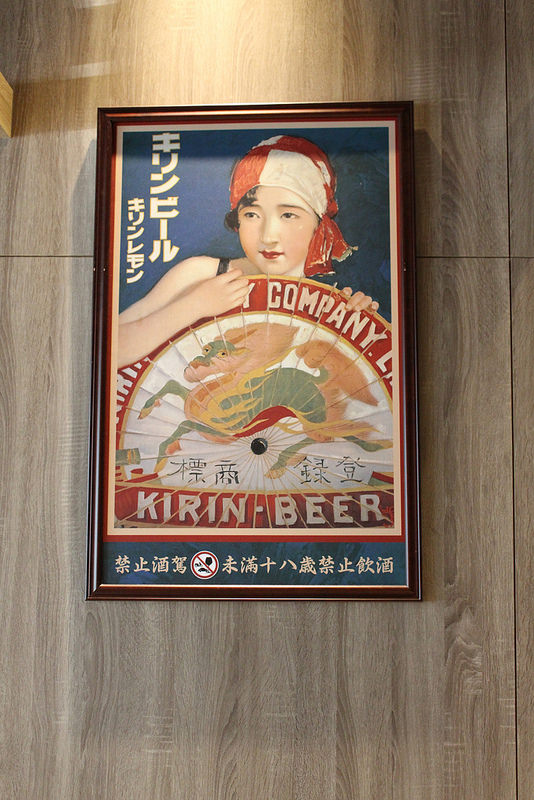 キリンビール
キリンレモン
COMPANY. L
標商 録登
KIRIN-BEER
禁止酒駕 未滿十八歲禁止飲酒